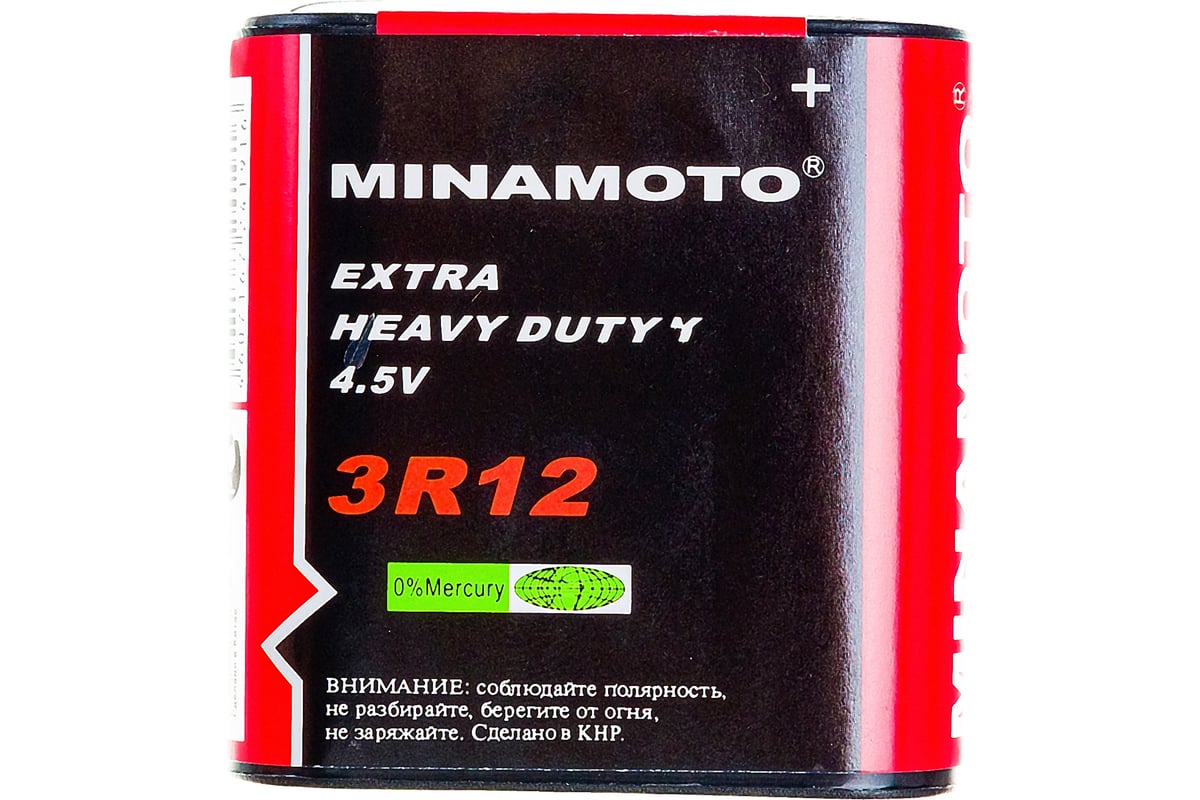 +
MINAMOTO®
EXTRA
HEAVY DUTY Y
4.5V
3R12
0%Mercury
ВНИМАНИЕ: соблюдайте полярность,
не разбирайте, берегите от огня,
не заряжайте. Сделано в КНР.
MINAMOTO®